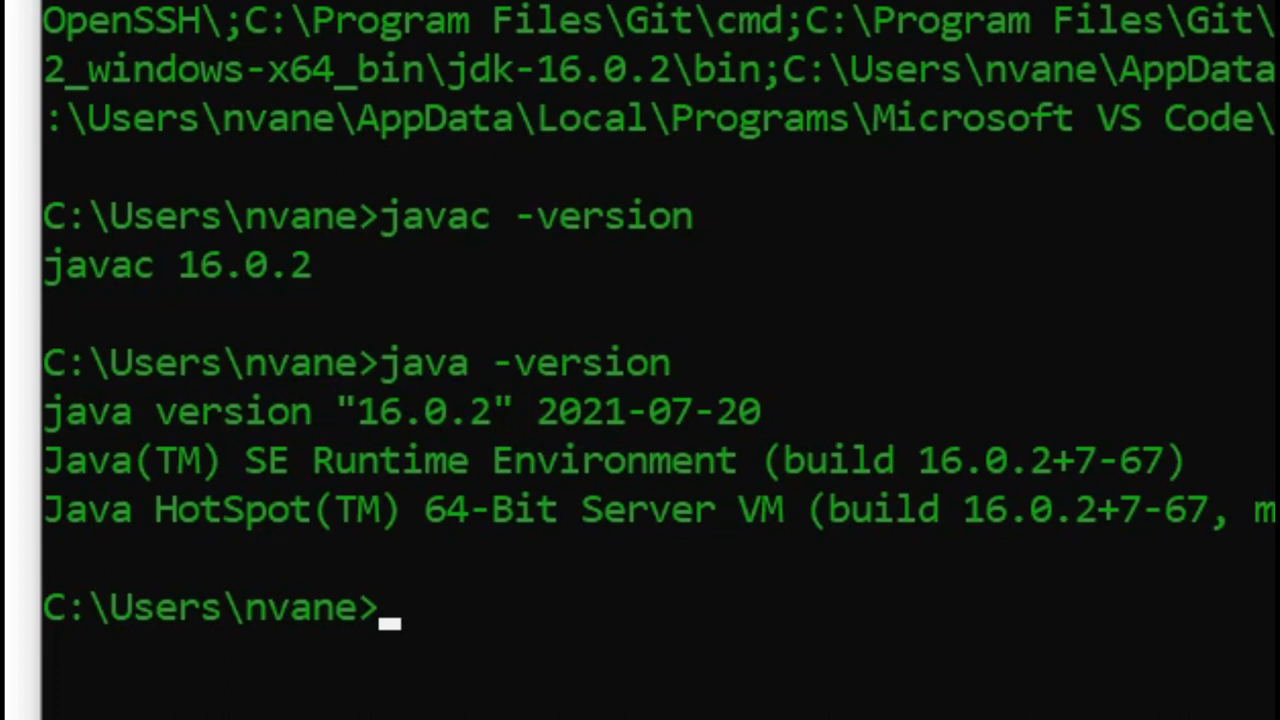 OpenSSH\;C:\Program Files\Git\cmd;C:\Program Files\Git\
2_windows-x64_bin\jdk-16.0.2\bin;C:\Users\nvane\AppData
:\Users\nvane\AppData\Local\Programs\Microsoft VS Code\
C:\Users\nvane>javac -version
javac 16.0.2
C:\Users\nvane>java -version
java version "16.0.2" 2021-07-20
Java(TM) SE Runtime Environment (build 16.0.2+7-67)
Java HotSpot(TM) 64-Bit Server VM (build 16.0.2+7-67, m
C:\Users\nvane>